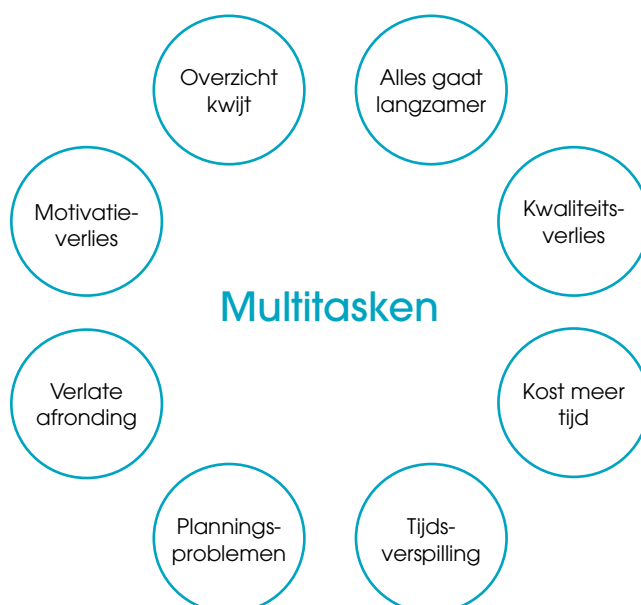 Overzicht
kwijt
Alles gaat
langzamer
Motivatie-
verlies
Kwaliteits-
verlies
Multitasken
Verlate
afronding
Kost meer
tijd
Plannings-
problemen
Tijds-
verspilling